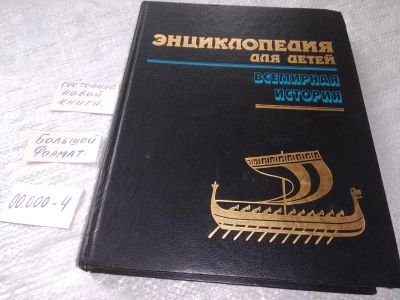 ЭНЦИКЛОПЕДИЯ
ДЛЯ ДЕТЕЙ
ВСЕМИРНАЯ
ИСТОРИЯ
состояние
новой
книги.
Большой
Формат.
00.000-4